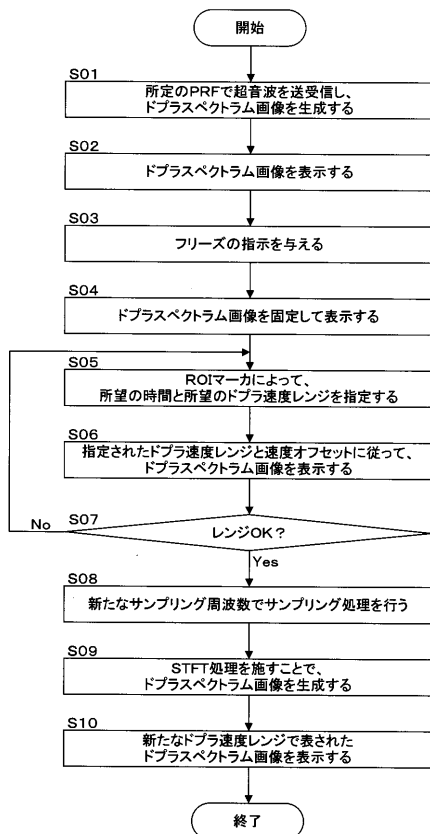 開始
S01
所定のPRFで超音波を送受信し、
ドプラスペクトラム画像を生成する
S02
ドプラスペクトラム画像を表示する
S03
フリーズの指示を与える
S04
ドプラスペクトラム画像を固定して表示する
S05
ROIマーカによって、
所望の時間と所望のドプラ速度レンジを指定する
S06
指定されたドプラ速度レンジと速度オフセットに従って、
ドプラスペクトラム画像を表示する
No
S07
レンジOK?
Yes
S08
新たなサンプリング周波数でサンプリング処理を行う
S09
STFT処理を施すことで、
ドプラスペクトラム画像を生成する
S10
新たなドプラ速度レンジで表された
ドプラスペクトラム画像を表示する
終了